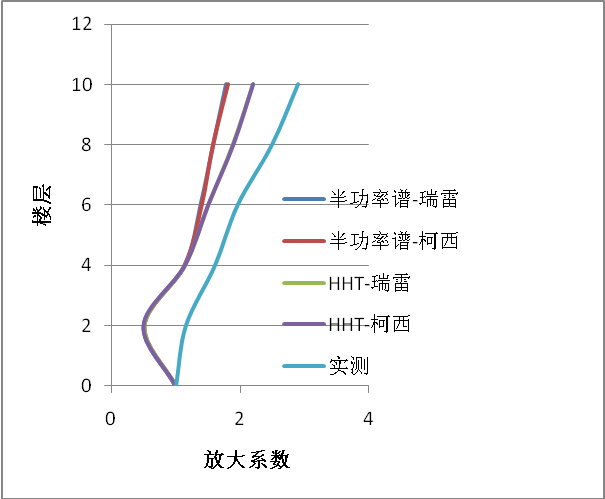 12
10
8
6
4
2
0
楼层
0
2
4
放大系数
半功率谱-瑞雷
半功率谱-柯西
HHT-瑞雷
HHT-柯西
实测